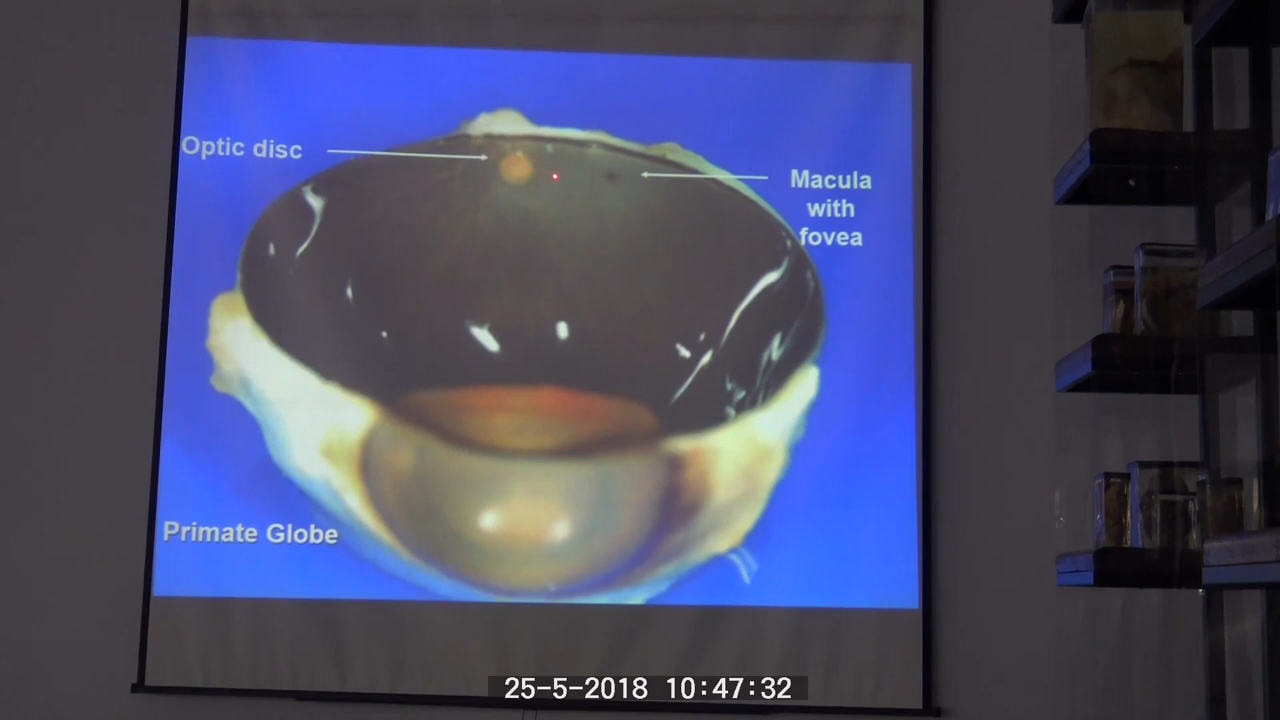 Optic disc
Macula
with
fovea
Primate Globe
25-5-2018 10:47:32